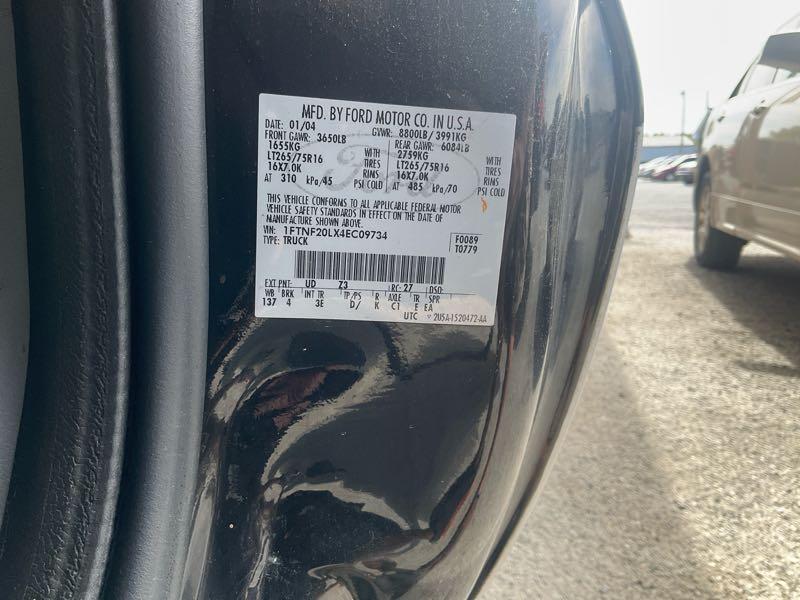 MFD. BY FORD MOTOR CO. IN U.S.A.
DATE: 01/04 GVWR: 8800LB/ 3991KG
FRONT GAWR: 3650LB REAR GAWR: 6084LB
1655KG WITH 2759KG WITH
LT265/75R16 TIRES LT265/75R16 TIRES
16X7.0K RIMS 16X7.0K RIMS
AT 310 kPa/45 PSI COLD AT 485 kPa/70 PSI COLD
Ford
THIS VEHICLE CONFORMS TO ALL APPLICABLE FEDERAL MOTOR
VEHICLE SAFETY STANDARDS IN EFFECT ON THE DATE OF
MANUFACTURE SHOWN ABOVE.
VIN: 1FTNF20LX4EC09734 F0089
TYPE: TRUCK T0779
EXT PNT: UD Z3 RC: 27 DSO:
WB BRK INT TR TP/PS R AXLE TR SPR
137 4 3E D/ K C1 E EA
UTC 2U5A-1520472-AA